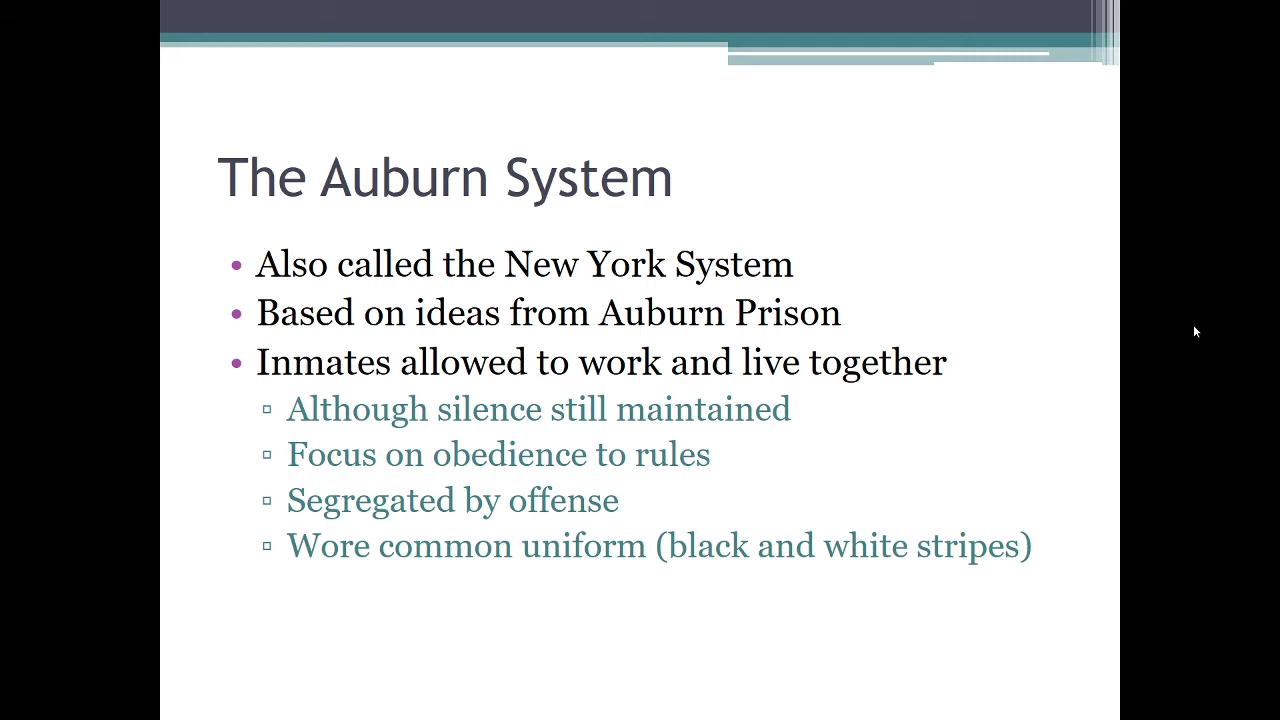 The Auburn System
• Also called the New York System
• Based on ideas from Auburn Prison
• Inmates allowed to work and live together
▫ Although silence still maintained
▫ Focus on obedience to rules
▫ Segregated by offense
▫ Wore common uniform (black and white stripes)